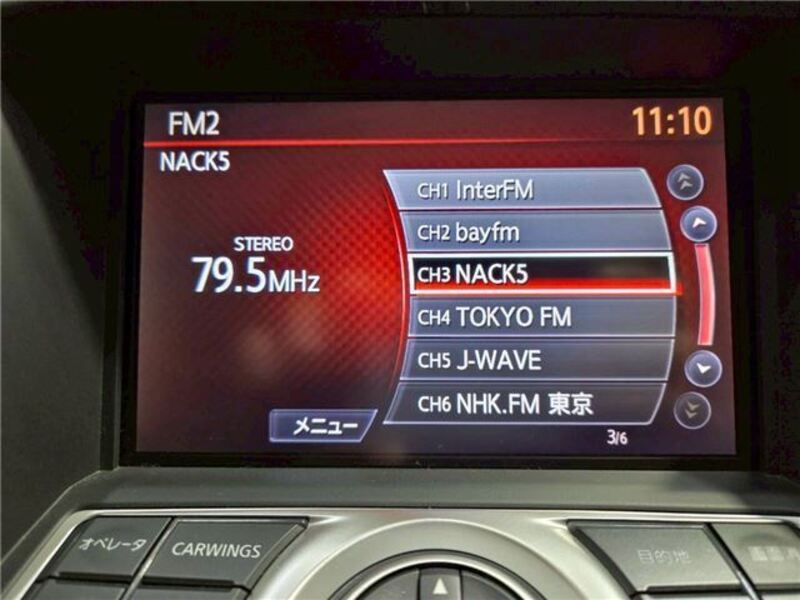 FM2
11:10
NACK5
STEREO
79.5MHz
CH1 InterFM
CH2 bayfm
CH3 NACK5
CH4 TOKYO FM
CH5 J-WAVE
CH6 NHK.FM 東京
メニュー
3/6
オペレータ
CARWINGS
目的地